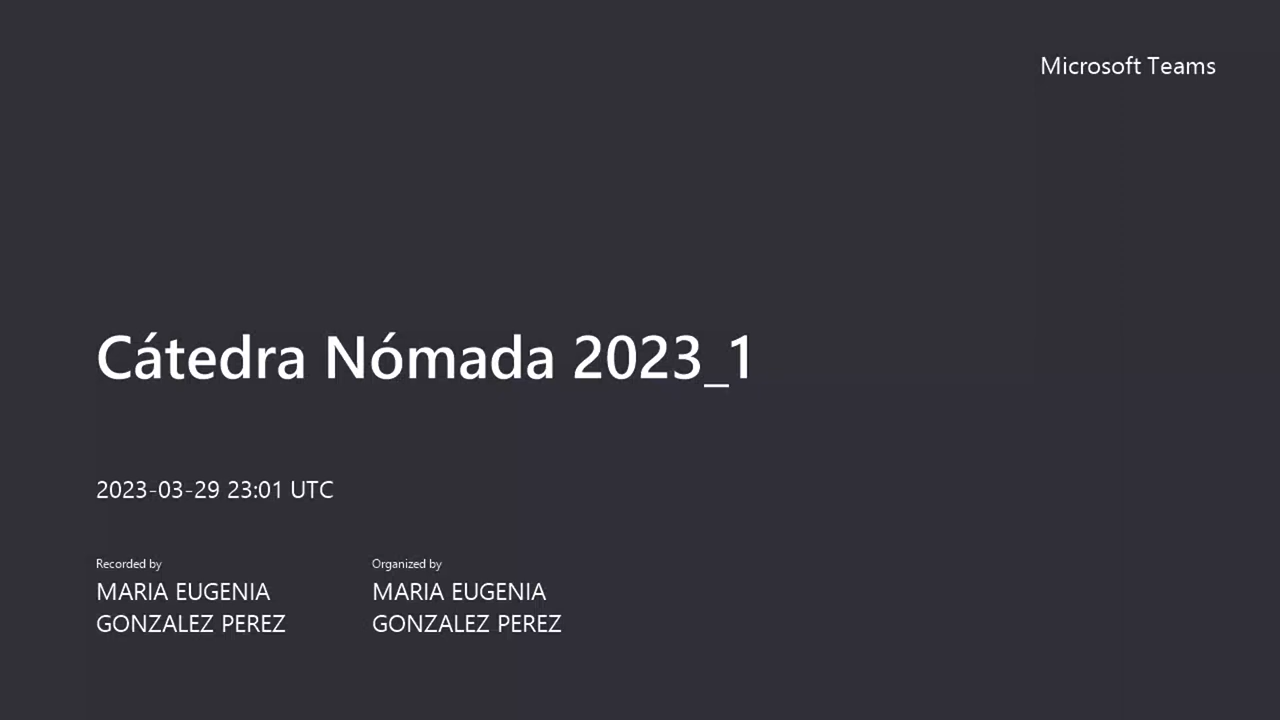 Microsoft Teams
Cátedra Nómada 2023_1
2023-03-29 23:01 UTC
Recorded by
MARIA EUGENIA
GONZALEZ PEREZ
Organized by
MARIA EUGENIA
GONZALEZ PEREZ